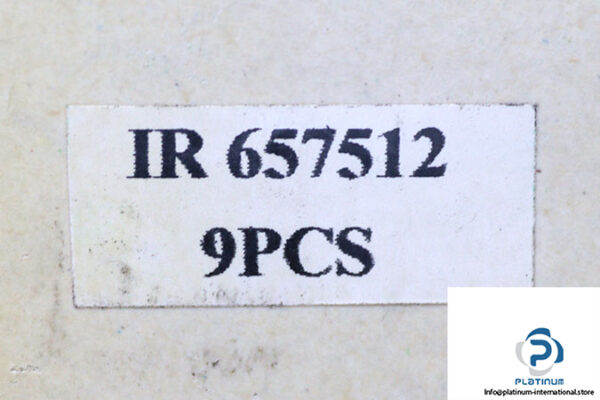 IR 657512
9PCS
PLATINUM
Info@platinum-international.store